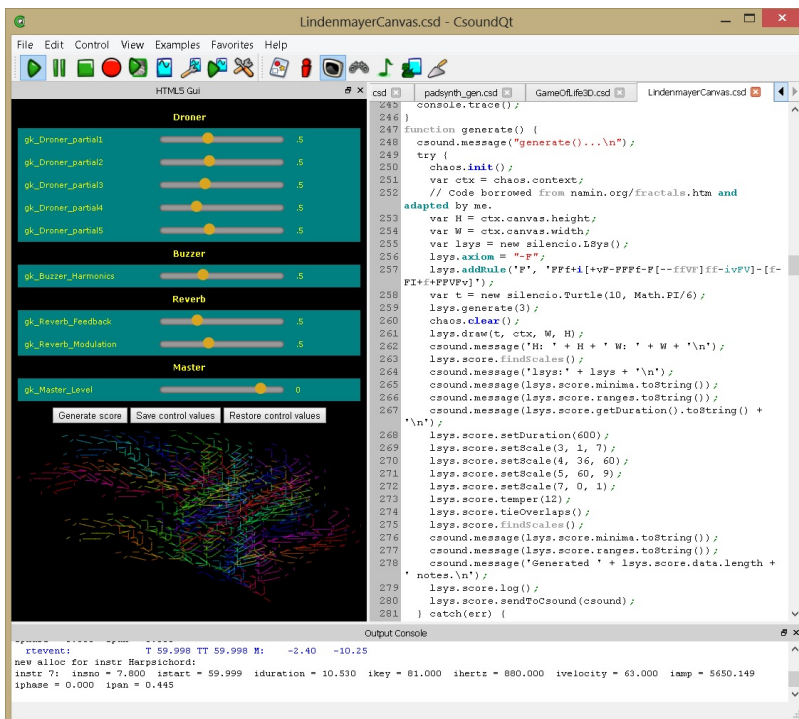 LindenmayerCanvas.csd - CsoundQt
File Edit Control View Examples Favorites Help
HTML5 Gui
Droner
gk_Droner_partial1 .5
gk_Droner_partial2 .5
gk_Droner_partial3 .5
gk_Droner_partial4 .5
gk_Droner_partial5 .5
Buzzer
gk_Buzzer_Harmonics .5
Reverb
gk_Reverb_Feedback .5
gk_Reverb_Modulation .5
Master
gk_Master_Level 0
Generate score Save control values Restore control values
csd padsynth_gen.csd GameOfLife3D.csd LindenmayerCanvas.csd
245 console.trace();
246 }
247 function generate() {
248 csound.message("generate()...\n");
249 try {
250 chaos.init();
251 var ctx = chaos.context;
252 // Code borrowed from namin.org/fractals.htm and
adapted by me.
253 var H = ctx.canvas.height;
254 var W = ctx.canvas.width;
255 var lsys = new silencio.LSys();
256 lsys.axiom = "-F";
257 lsys.addRule('F', 'FFf+i[+vF-FFFf-F[--ffVF]ff-ivFV]-[f-
FI+f+FFVFv]');
258 var t = new silencio.Turtle(10, Math.PI/6);
259 lsys.generate(3);
260 chaos.clear();
261 lsys.draw(t, ctx, W, H);
262 csound.message('H: ' + H + ' W: ' + W + '\n');
263 lsys.score.findScales();
264 csound.message('lsys:' + lsys + '\n');
265 csound.message(lsys.score.minima.toString());
266 csound.message(lsys.score.ranges.toString());
267 csound.message(lsys.score.getDuration().toString() +
'\n');
268 lsys.score.setDuration(600);
269 lsys.score.setScale(3, 1, 7);
270 lsys.score.setScale(4, 36, 60);
271 lsys.score.setScale(5, 60, 9);
272 lsys.score.setScale(7, 0, 1);
273 lsys.score.temper(12);
274 lsys.score.tieOverlaps();
275 lsys.score.findScales();
276 csound.message(lsys.score.minima.toString());
277 csound.message(lsys.score.ranges.toString());
278 csound.message('Generated ' + lsys.score.data.length +
' notes.\n');
279 lsys.score.log();
280 lsys.score.sendToCsound(csound);
281 } catch(err) {
Output Console
rtevent: T 59.998 TT 59.998 M: -2.40 -10.25
new alloc for instr Harpsichord:
instr 7: insno = 7.800 istart = 59.999 iduration = 10.530 ikey = 81.000 ihertz = 880.000 ivelocity = 63.000 iamp = 5650.149
iphase = 0.000 ipan = 0.445